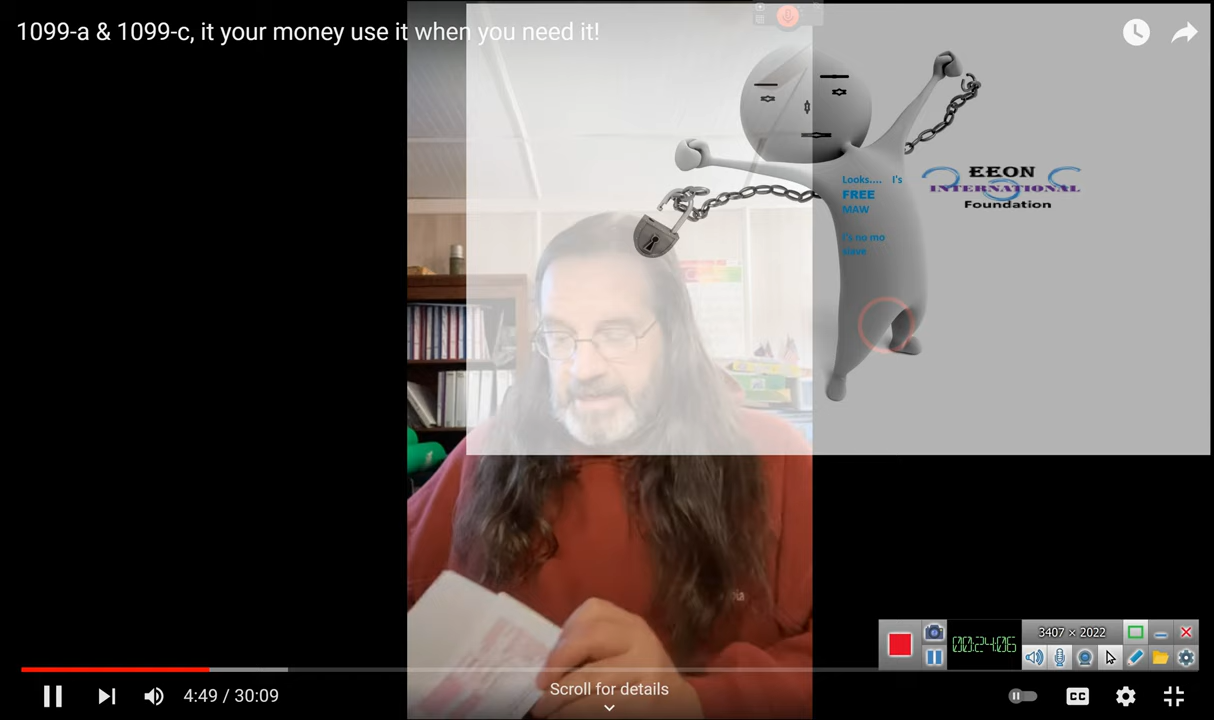 1099-a & 1099-c, it your money use it when you need it!
Looks.... I's
FREE
MAW
I's no mo
slave
EEON
INTERNATIONAL
Foundation
00:24:06
3407 × 2022
4:49 / 30:09
Scroll for details
CC